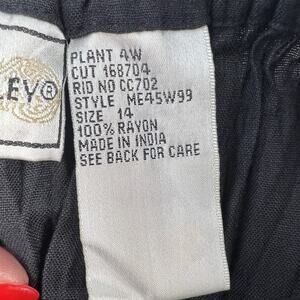 LEY®
PLANT 4W
CUT 168704
RID NO CC702
STYLE ME45W99
SIZE 14
100% RAYON
MADE IN INDIA
SEE BACK FOR CARE